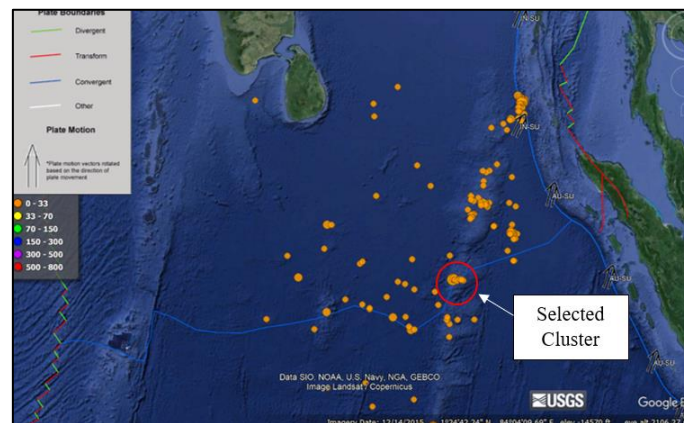 Plate Boundaries
Divergent
Transform
Convergent
Other
Plate Motion
*Plate motion vectors rotated
based on the direction of
plate movement
0 - 33
33 - 70
70 - 150
150 - 300
300 - 500
500 - 800
IN-SU
IN-SU
AU-SU
AU-SU
AU-SU
Selected
Cluster
Data SIO, NOAA, U.S. Navy, NGA, GEBCO
Image Landsat / Copernicus
USGS
Google E